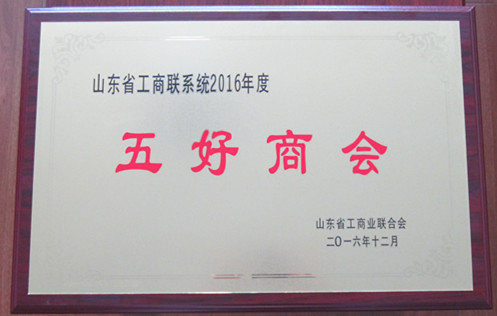 山东省工商联系统2016年度
五好商会
山东省工商业联合会
二〇一六年十二月